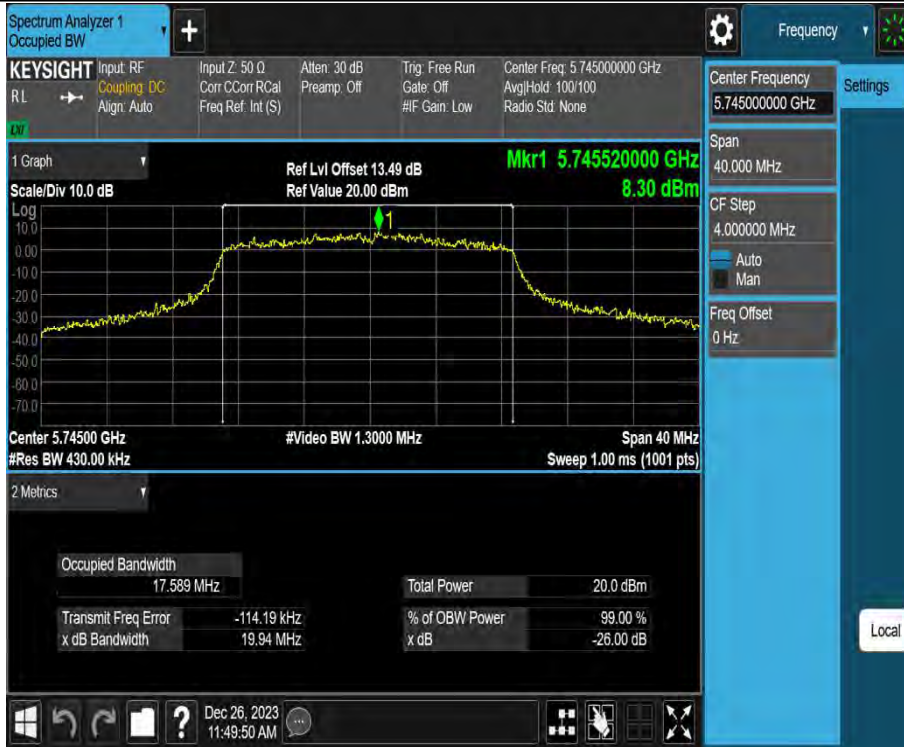 Spectrum Analyzer 1
Occupied BW
Frequency
KEYSIGHT
RL
LXI
Input: RF
Coupling: DC
Align: Auto
Input Z: 50 Ω
Corr CCorr RCal
Freq Ref: Int (S)
Atten: 30 dB
Preamp: Off
Trig: Free Run
Gate: Off
#IF Gain: Low
Center Freq: 5.745000000 GHz
Avg|Hold: 100/100
Radio Std: None
Center Frequency
5.745000000 GHz
Settings
Span
40.000 MHz
CF Step
4.000000 MHz
Auto
Man
Freq Offset
0 Hz
Local
1 Graph
Scale/Div 10.0 dB
Ref Lvl Offset 13.49 dB
Ref Value 20.00 dBm
Mkr1 5.745520000 GHz
8.30 dBm
Log
10.0
0.00
-10.0
-20.0
-30.0
-40.0
-50.0
-60.0
-70.0
1
Center 5.74500 GHz
#Res BW 430.00 kHz
#Video BW 1.3000 MHz
Span 40 MHz
Sweep 1.00 ms (1001 pts)
2 Metrics
Occupied Bandwidth
17.589 MHz
Total Power 20.0 dBm
Transmit Freq Error -114.19 kHz
% of OBW Power 99.00 %
x dB Bandwidth 19.94 MHz
x dB -26.00 dB
?
Dec 26, 2023
11:49:50 AM